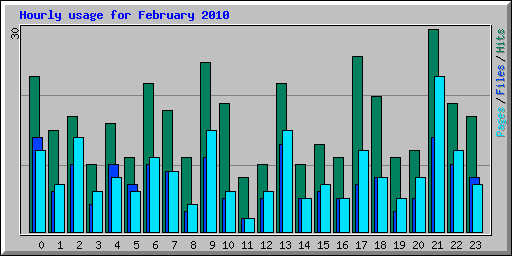 Hourly usage for February 2010
30
Pages/Files/Hits
0 1 2 3 4 5 6 7 8 9 10 11 12 13 14 15 16 17 18 19 20 21 22 23